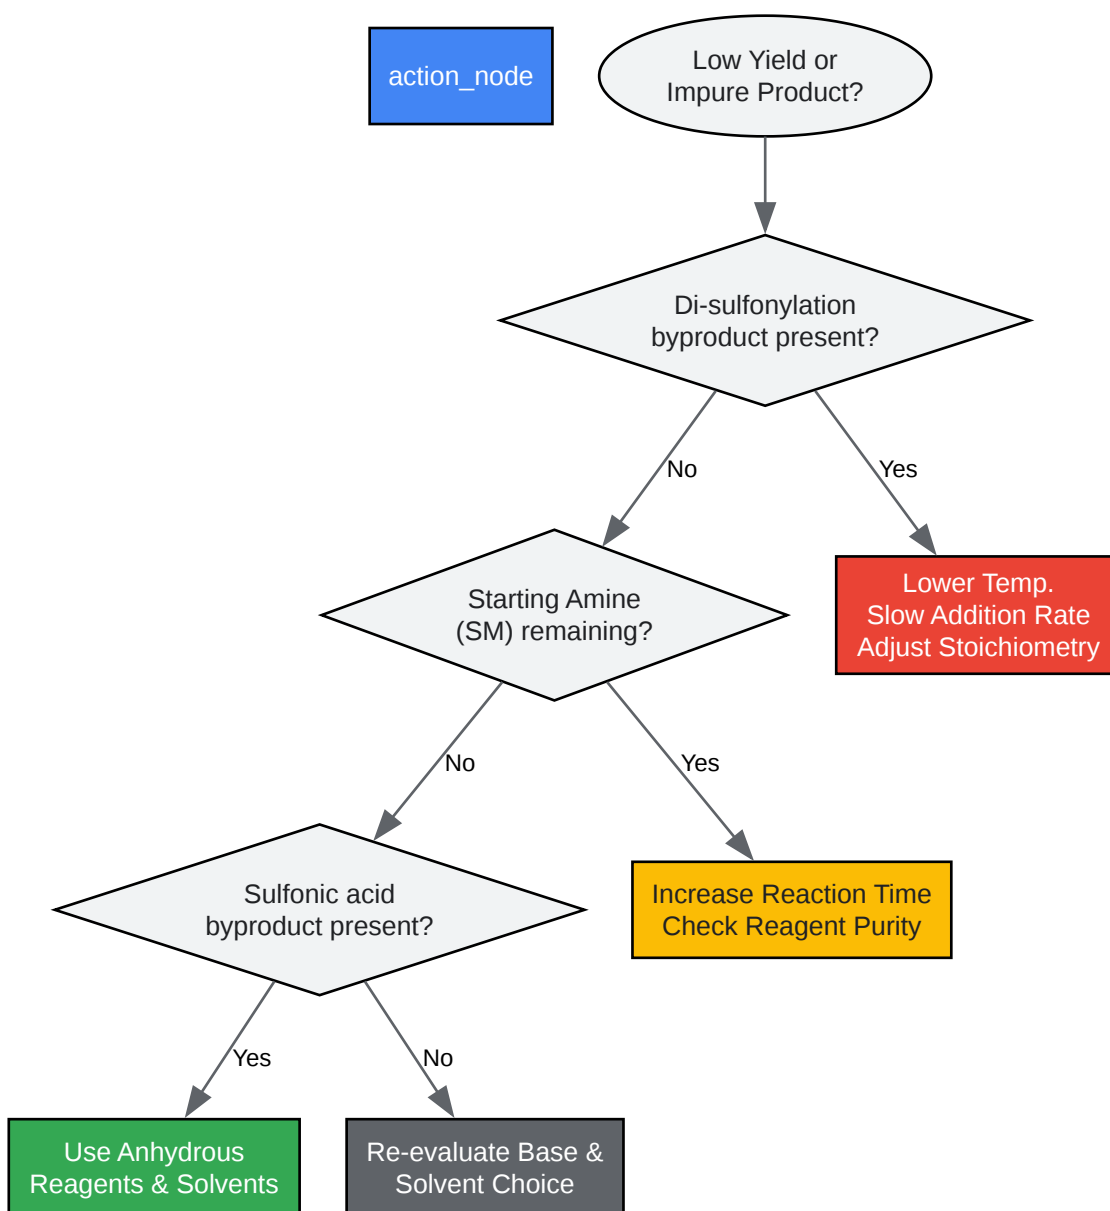 action_node
Low Yield or
Impure Product?
Di-sulfonylation
byproduct present?
No
Yes
Starting Amine
(SM) remaining?
Lower Temp.
Slow Addition Rate
Adjust Stoichiometry
No
Yes
Sulfonic acid
byproduct present?
Increase Reaction Time
Check Reagent Purity
Yes
No
Use Anhydrous
Reagents & Solvents
Re-evaluate Base &
Solvent Choice